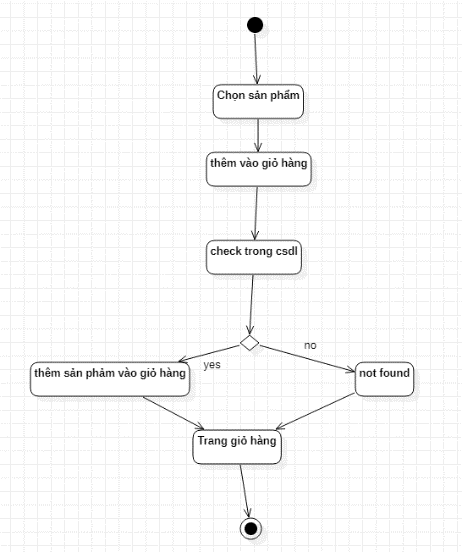 Chọn sản phẩm
thêm vào giỏ hàng
check trong csdl
no
yes
thêm sản phảm vào giỏ hàng
not found
Trang giỏ hàng